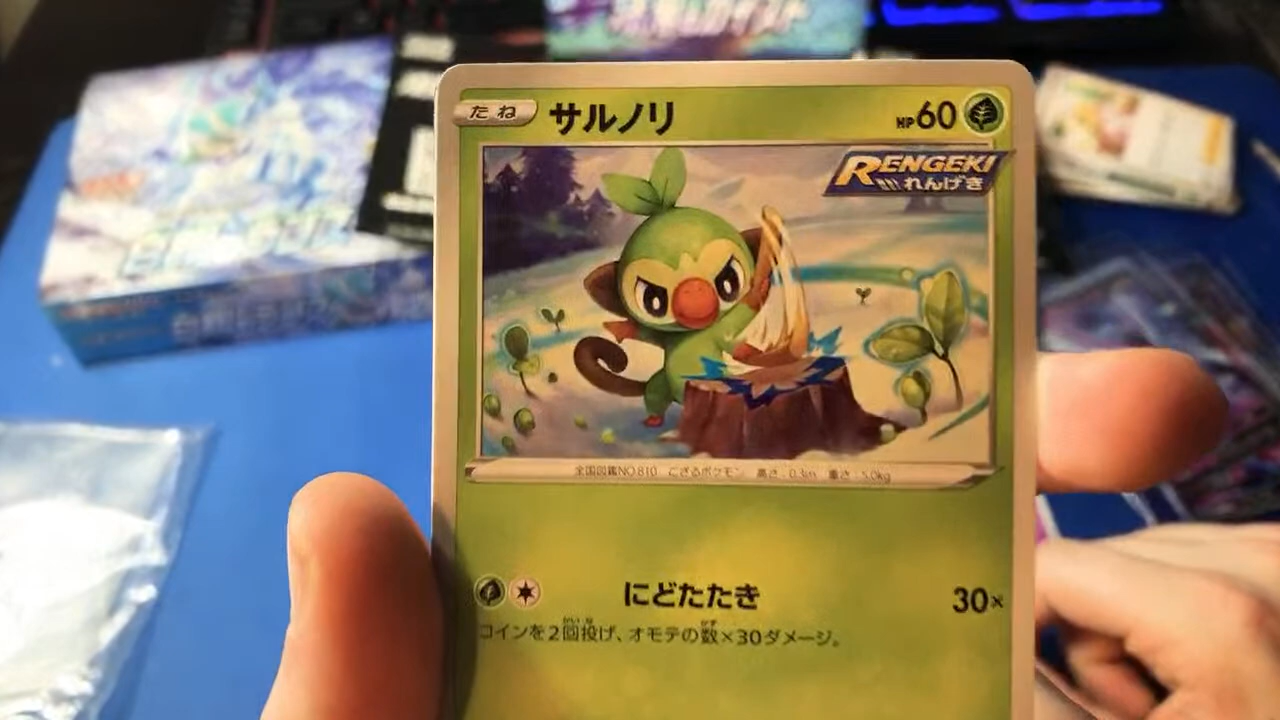 たね サルノリ HP60
RENGEKI
れんげき
全国図鑑NO.810 こざるポケモン 高さ:0.3m 重さ:5.0kg
にどたたき 30×
コインを2回投げ、オモテの数×30ダメージ。